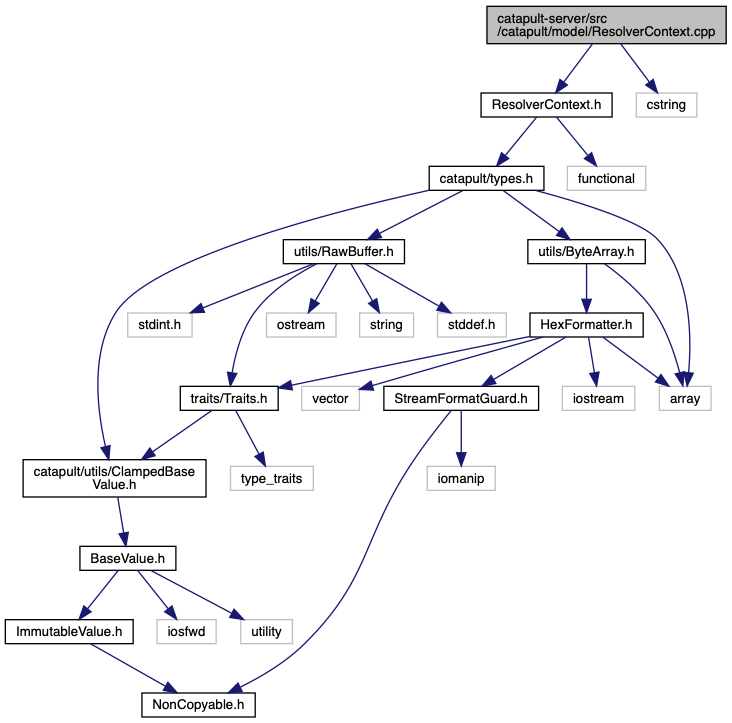 catapult-server/src
/catapult/model/ResolverContext.cpp
ResolverContext.h
cstring
catapult/types.h
functional
utils/RawBuffer.h
utils/ByteArray.h
stdint.h
ostream
string
stddef.h
HexFormatter.h
traits/Traits.h
vector
StreamFormatGuard.h
iostream
array
catapult/utils/ClampedBase
Value.h
type_traits
iomanip
BaseValue.h
ImmutableValue.h
iosfwd
utility
NonCopyable.h